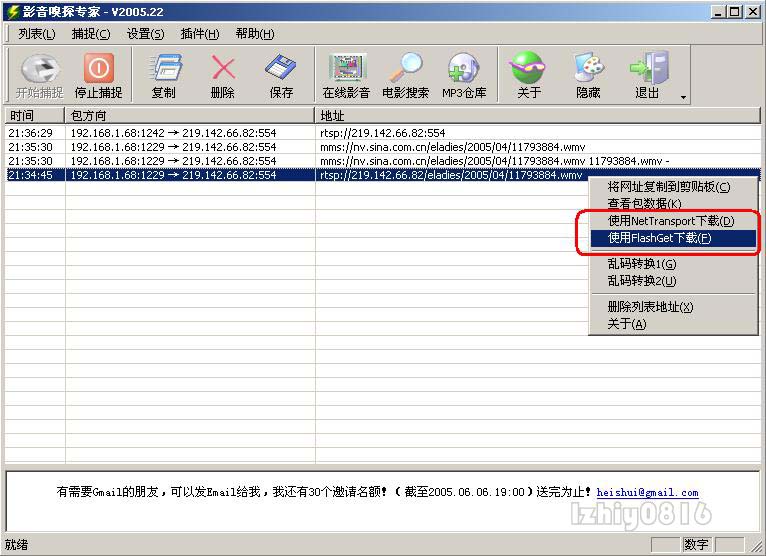 影音嗅探专家 - V2005.22
列表(L) 捕捉(C) 设置(S) 插件(H) 帮助(H)
开始捕捉 停止捕捉 复制 删除 保存 在线影音 电影搜索 MP3仓库 关于 隐藏 退出
时间 包方向 地址
21:36:29 192.168.1.68:1242 → 219.142.66.82:554 rtsp://219.142.66.82:554
21:35:30 192.168.1.68:1229 → 219.142.66.82:554 mms://nv.sina.com.cn/eladies/2005/04/11793884.wmv
21:35:30 192.168.1.68:1229 → 219.142.66.82:554 mms://nv.sina.com.cn/eladies/2005/04/11793884.wmv 11793884.wmv -
21:34:45 192.168.1.68:1229 → 219.142.66.82:554 rtsp://219.142.66.82/eladies/2005/04/11793884.wmv
将网址复制到剪贴板(C)
查看包数据(K)
使用NetTransport下载(D)
使用FlashGet下载(F)
乱码转换1(G)
乱码转换2(U)
删除列表地址(X)
关于(A)
有需要Gmail的朋友，可以发Email给我，我还有30个邀请名额！（截至2005.06.06.19:00）送完为止！heishui@gmail.com
lzhiy0816
就绪 数字